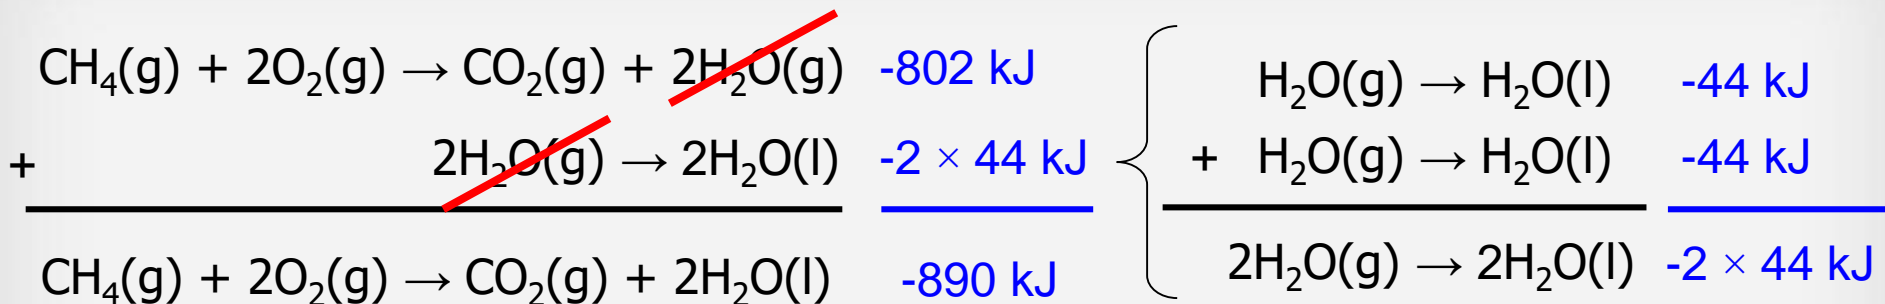 CH₄(g) + 2O₂(g) → CO₂(g) + 2H₂O(g) -802 kJ
+ 2H₂O(g) → 2H₂O(l) -2 × 44 kJ
CH₄(g) + 2O₂(g) → CO₂(g) + 2H₂O(l) -890 kJ
H₂O(g) → H₂O(l) -44 kJ
+ H₂O(g) → H₂O(l) -44 kJ
2H₂O(g) → 2H₂O(l) -2 × 44 kJ